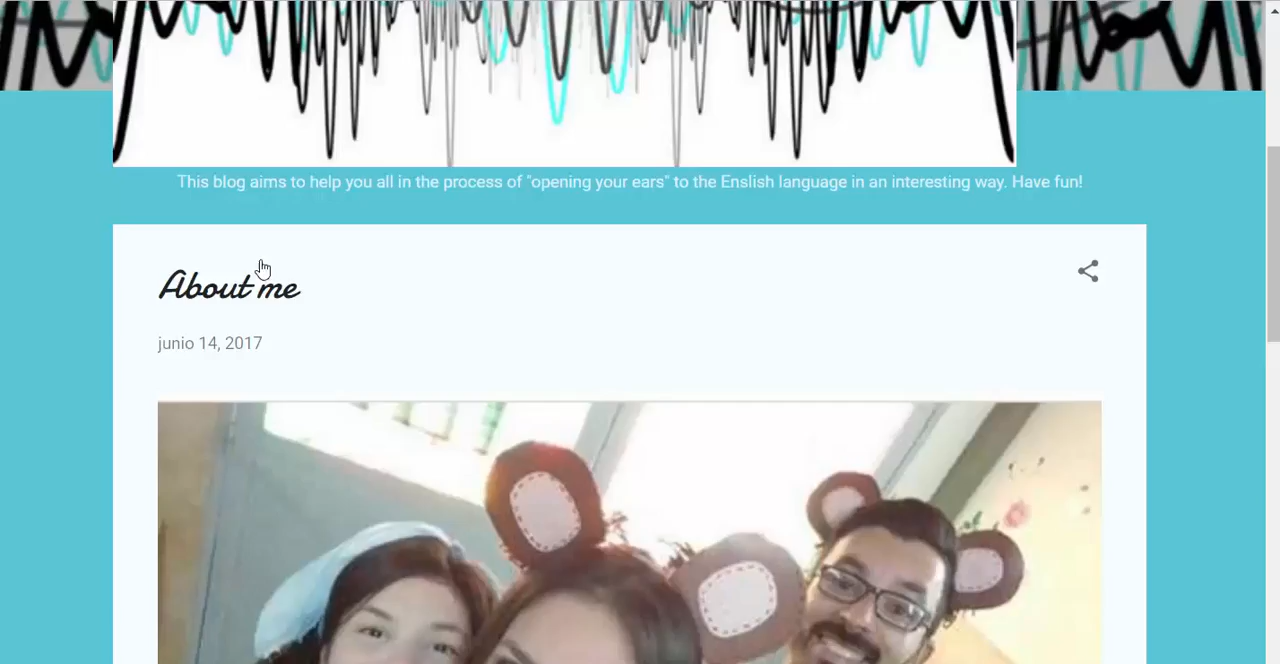 This blog aims to help you all in the process of "opening your ears" to the Enslish language in an interesting way. Have fun!
About me
junio 14, 2017